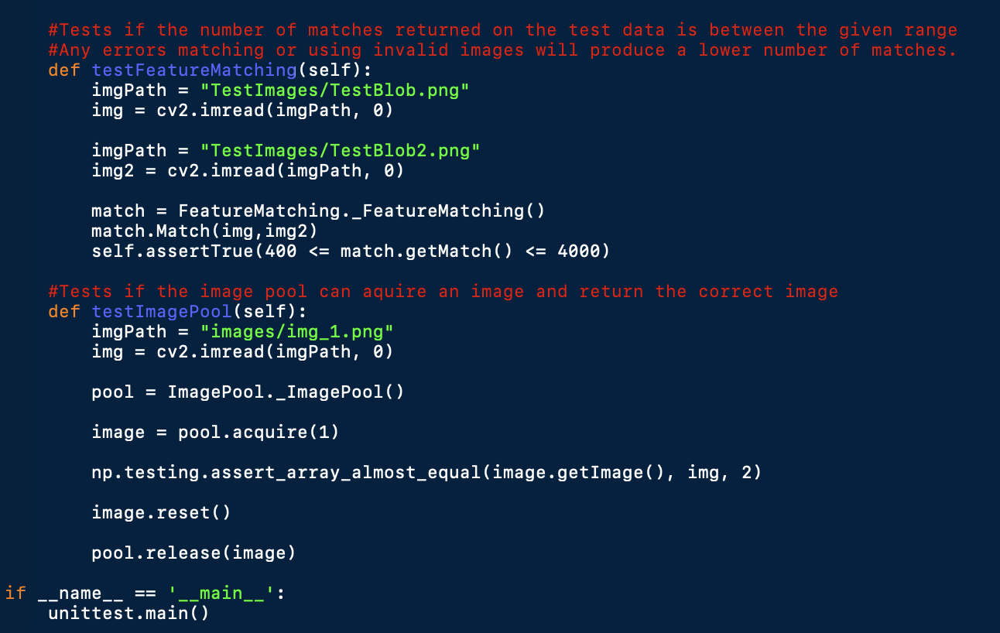 #Tests if the number of matches returned on the test data is between the given range
#Any errors matching or using invalid images will produce a lower number of matches.
def testFeatureMatching(self):
imgPath = "TestImages/TestBlob.png"
img = cv2.imread(imgPath, 0)
imgPath = "TestImages/TestBlob2.png"
img2 = cv2.imread(imgPath, 0)
match = FeatureMatching._FeatureMatching()
match.Match(img,img2)
self.assertTrue(400 <= match.getMatch() <= 4000)
#Tests if the image pool can aquire an image and return the correct image
def testImagePool(self):
imgPath = "images/img_1.png"
img = cv2.imread(imgPath, 0)
pool = ImagePool._ImagePool()
image = pool.acquire(1)
np.testing.assert_array_almost_equal(image.getImage(), img, 2)
image.reset()
pool.release(image)
if __name__ == '__main__':
unittest.main()